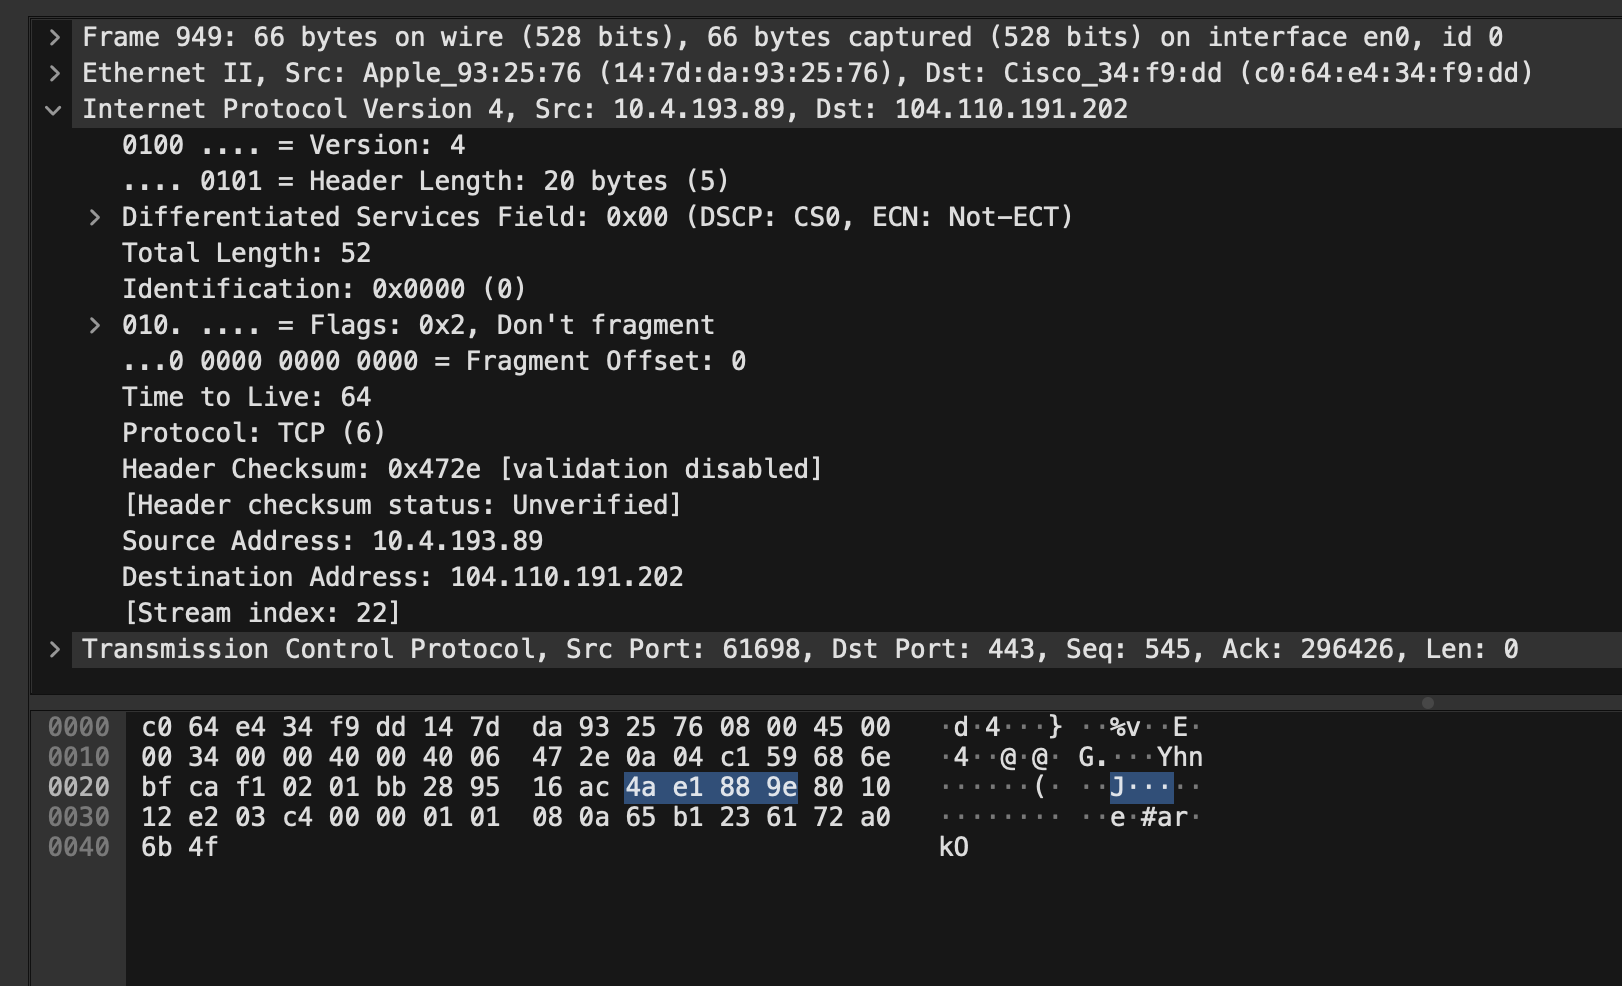 Frame 949: 66 bytes on wire (528 bits), 66 bytes captured (528 bits) on interface en0, id 0
Ethernet II, Src: Apple_93:25:76 (14:7d:da:93:25:76), Dst: Cisco_34:f9:dd (c0:64:e4:34:f9:dd)
Internet Protocol Version 4, Src: 10.4.193.89, Dst: 104.110.191.202
0100 .... = Version: 4
.... 0101 = Header Length: 20 bytes (5)
Differentiated Services Field: 0x00 (DSCP: CS0, ECN: Not-ECT)
Total Length: 52
Identification: 0x0000 (0)
010. .... = Flags: 0x2, Don't fragment
...0 0000 0000 0000 = Fragment Offset: 0
Time to Live: 64
Protocol: TCP (6)
Header Checksum: 0x472e [validation disabled]
[Header checksum status: Unverified]
Source Address: 10.4.193.89
Destination Address: 104.110.191.202
[Stream index: 22]
Transmission Control Protocol, Src Port: 61698, Dst Port: 443, Seq: 545, Ack: 296426, Len: 0
0000 c0 64 e4 34 f9 dd 14 7d da 93 25 76 08 00 45 00 ·d·4···} ··%v··E·
0010 00 34 00 00 40 00 40 06 47 2e 0a 04 c1 59 68 6e ·4··@·@· G.···Yhn
0020 bf ca f1 02 01 bb 28 95 16 ac 4a e1 88 9e 80 10 ······(· ··J·····
0030 12 e2 03 c4 00 00 01 01 08 0a 65 b1 23 61 72 a0 ········ ··e·#ar·
0040 6b 4f kO